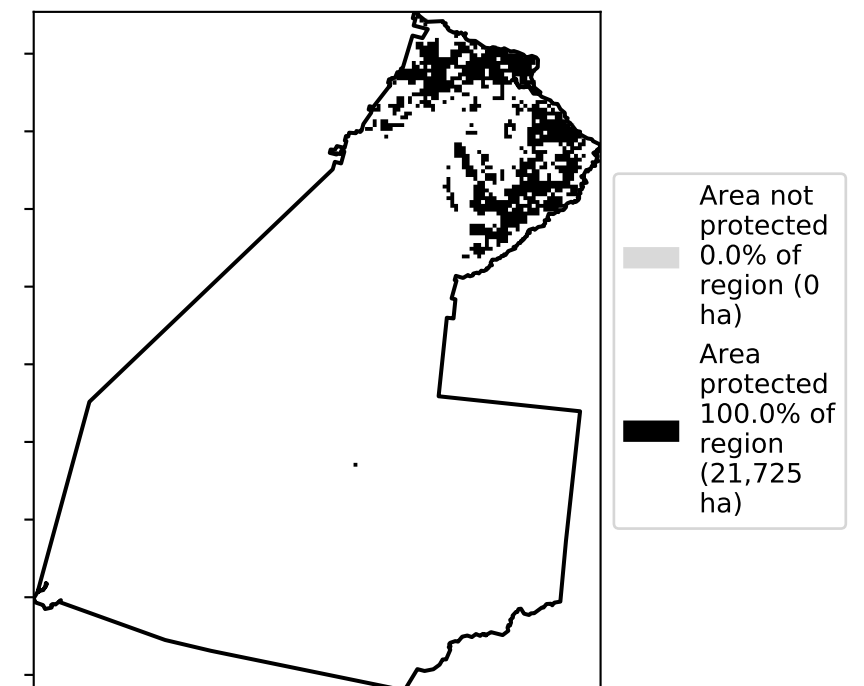 Area not
protected
0.0% of
region (0
ha)
Area
protected
100.0% of
region
(21,725
ha)